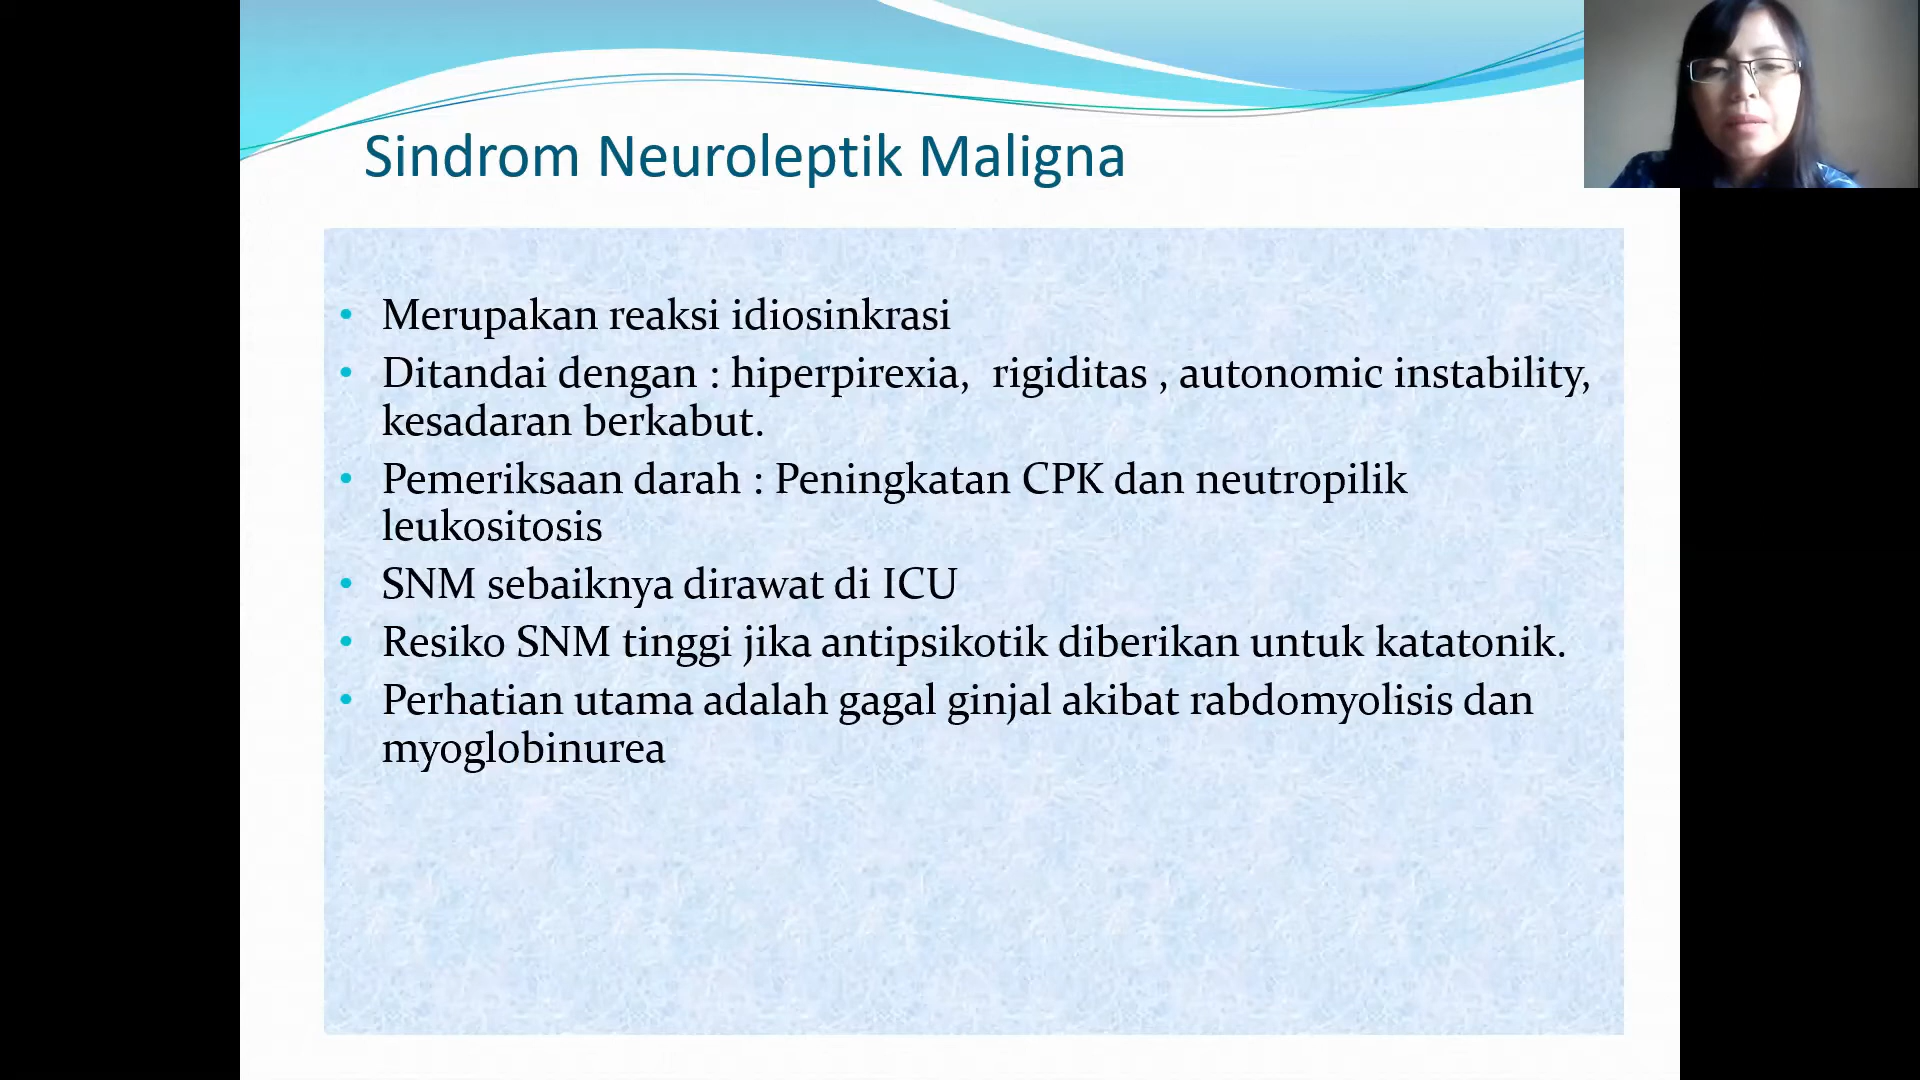 Sindrom Neuroleptik Maligna
• Merupakan reaksi idiosinkrasi
• Ditandai dengan : hiperpirexia, rigiditas , autonomic instability,
kesadaran berkabut.
• Pemeriksaan darah : Peningkatan CPK dan neutropilik
leukositosis
• SNM sebaiknya dirawat di ICU
• Resiko SNM tinggi jika antipsikotik diberikan untuk katatonik.
• Perhatian utama adalah gagal ginjal akibat rabdomyolisis dan
myoglobinurea